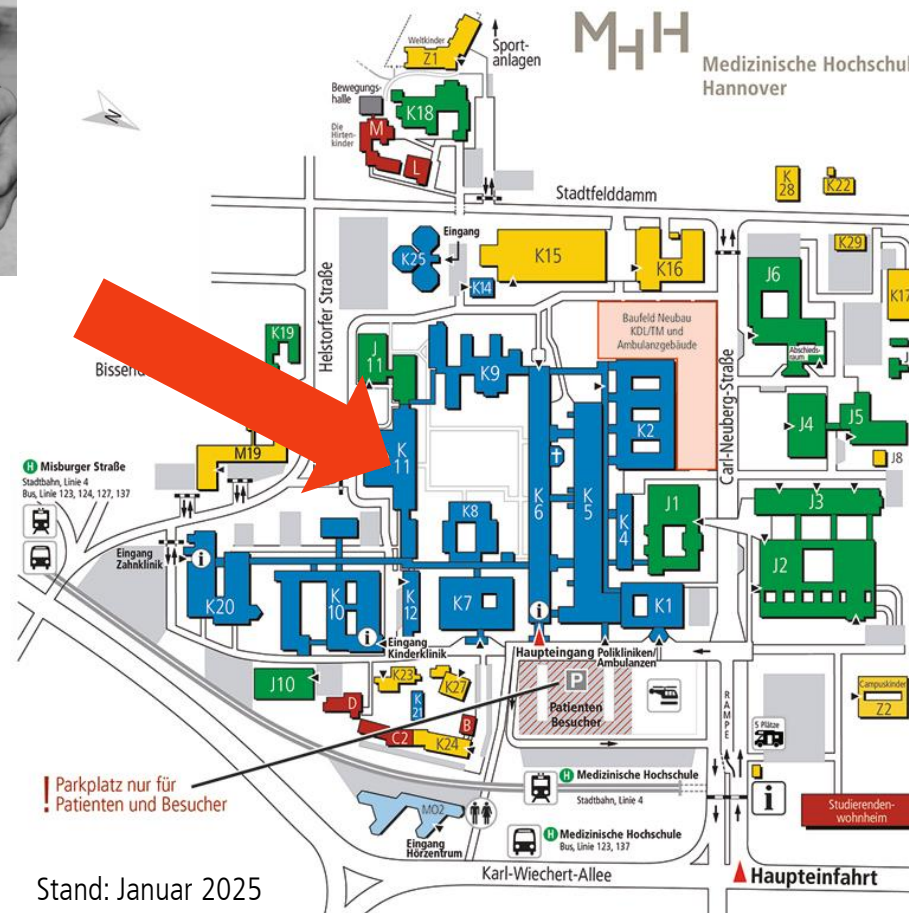 MHH
Medizinische Hochschul
Hannover
Weltkinder
Z1
Sport-
anlagen
Bewegungs-
halle
K18
M
Die
Hirten-
kinder
L
N
Stadtfelddamm
K
28
K22
Eingang
K25
K14
K15
K16
K29
J6
K17
Helstorfer Straße
K19
J
11
K9
Baufeld Neubau
KDL/TM und
Ambulanzgebäude
Carl-Neuberg-Straße
Abschieds-
raum
K
11
K2
J4
J5
J8
M19
H Misburger Straße
Stadtbahn, Linie 4
Bus, Linie 123, 124, 127, 137
K8
K
6
K
5
K
4
J1
J3
J2
Eingang
Zahnklinik
i
K20
K
10
K
12
K7
K1
i
Eingang
Kinderklinik
i
Haupteingang
Polikliniken/
Ambulanzen
J10
K23
K27
K
21
D
C2
K24
B
P
Patienten
Besucher
RAMPE
5 Plätze
Campuskinder
Z2
! Parkplatz nur für
Patienten und Besucher
H Medizinische Hochschule
Stadtbahn, Linie 4
i
Studierenden-
wohnheim
MO2
Eingang
Hörzentrum
H Medizinische Hochschule
Bus, Linie 123, 137
Karl-Wiechert-Allee
Haupteinfahrt
Stand: Januar 2025